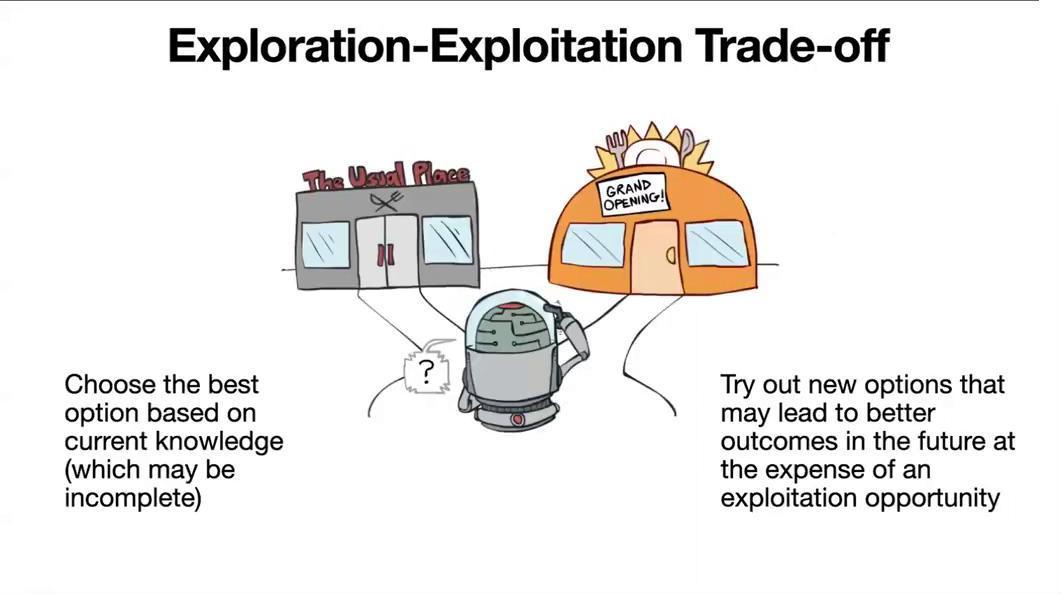 Exploration-Exploitation Trade-off
The Usual Place
GRAND
OPENING!
?
Choose the best
option based on
current knowledge
(which may be
incomplete)
Try out new options that
may lead to better
outcomes in the future at
the expense of an
exploitation opportunity